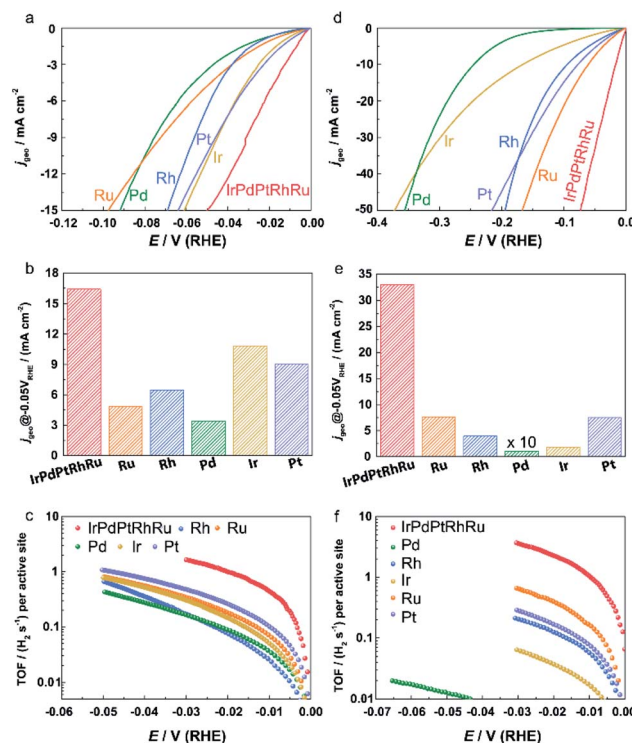 a
j geo / mA cm-2
0
-3
-6
-9
-12
-15
Ru
Pd
Rh
Pt
Ir
IrPdPtRhRu
-0.12 -0.10 -0.08 -0.06 -0.04 -0.02 0.00
E / V (RHE)
d
j geo / mA cm-2
0
-10
-20
-30
-40
-50
Pd
Ir
Rh
Pt
Ru
IrPdPtRhRu
-0.4 -0.3 -0.2 -0.1 0.0
E / V (RHE)
b
j geo@-0.05V RHE / (mA cm-2)
18
15
12
9
6
3
0
IrPdPtRhRu Ru Rh Pd Ir Pt
e
j geo@-0.05V RHE / (mA cm-2)
35
30
25
20
15
10
5
0
x 10
IrPdPtRhRu Ru Rh Pd Ir Pt
c
TOF / (H2 s-1) per active site
10
1
0.1
0.01
IrPdPtRhRu Rh Ru
Pd Ir Pt
-0.06 -0.05 -0.04 -0.03 -0.02 -0.01 0.00
E / V (RHE)
f
TOF / (H2 s-1) per active site
10
1
0.1
0.01
IrPdPtRhRu
Pd
Rh
Ir
Ru
Pt
-0.07 -0.06 -0.05 -0.04 -0.03 -0.02 -0.01 0.00
E / V (RHE)